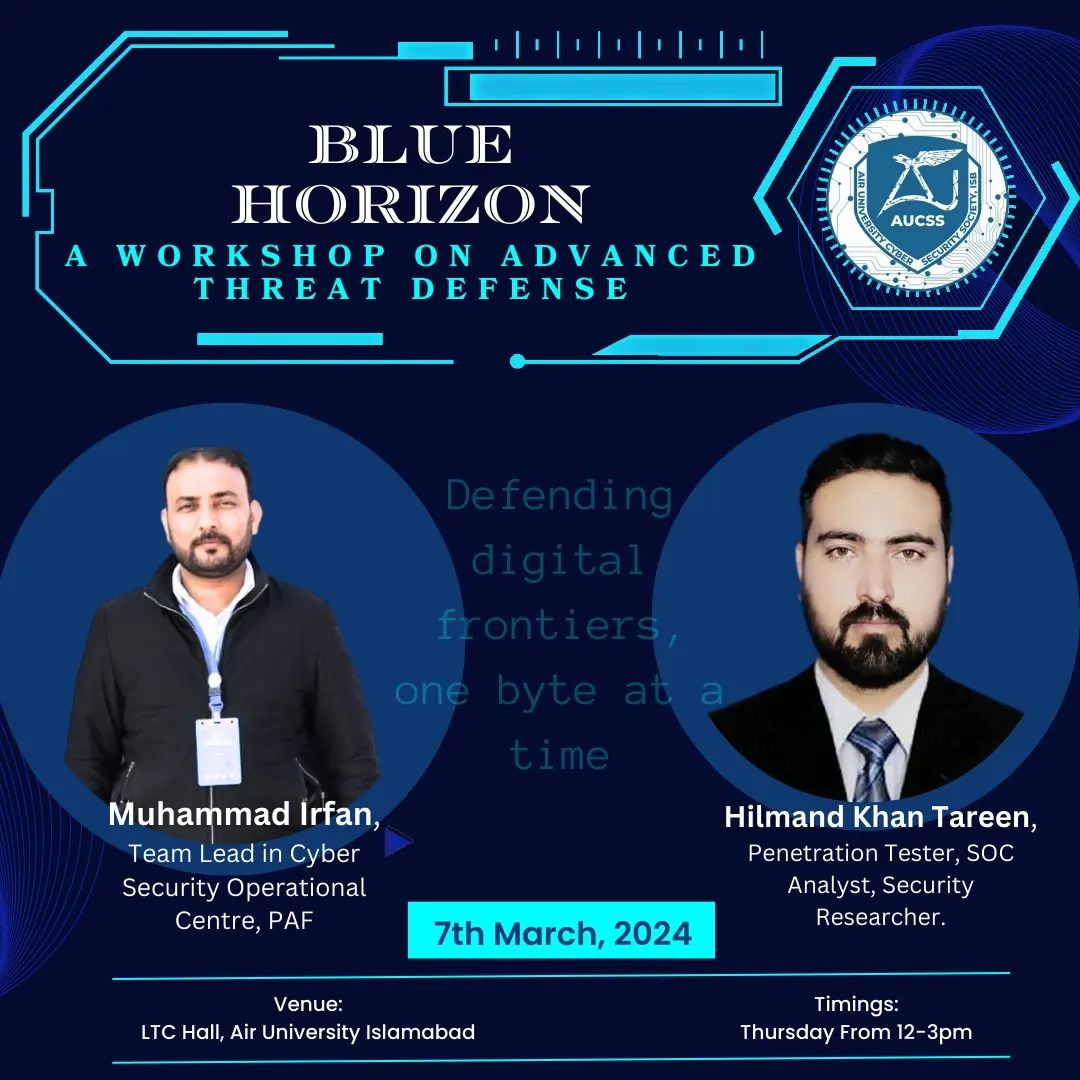 BLUE
HORIZON
A WORKSHOP ON ADVANCED
THREAT DEFENSE
AIR UNIVERSITY CYBER SECURITY SOCIETY, ISB
AUCSS
Defending
digital
frontiers,
one byte at a
time
Muhammad Irfan,
Team Lead in Cyber
Security Operational
Centre, PAF
Hilmand Khan Tareen,
Penetration Tester, SOC
Analyst, Security
Researcher.
7th March, 2024
Venue:
LTC Hall, Air University Islamabad
Timings:
Thursday From 12-3pm